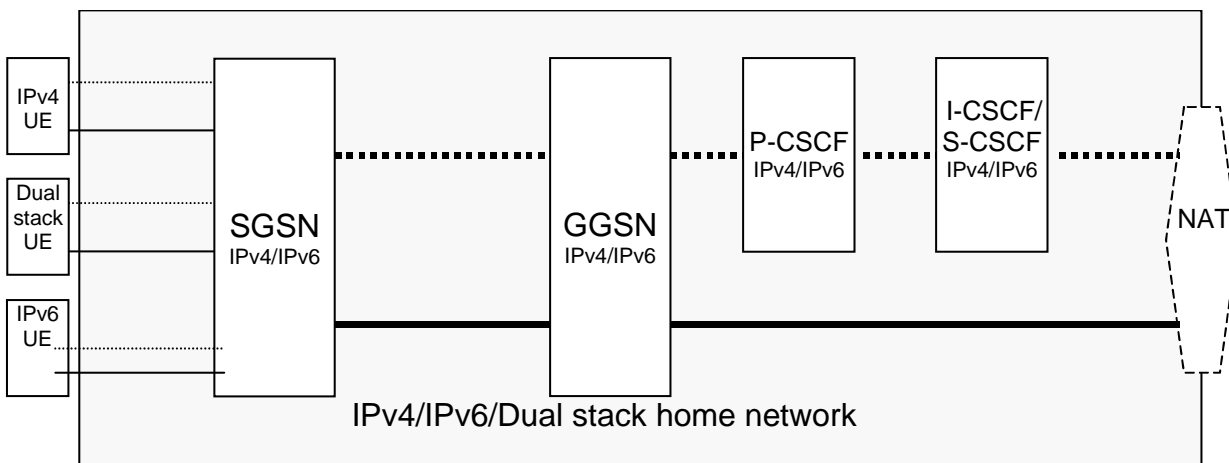 IPv4
UE
Dual
stack
UE
IPv6
UE
SGSN
IPv4/IPv6
GGSN
IPv4/IPv6
P-CSCF
IPv4/IPv6
I-CSCF/
S-CSCF
IPv4/IPv6
NAT
IPv4/IPv6/Dual stack home network